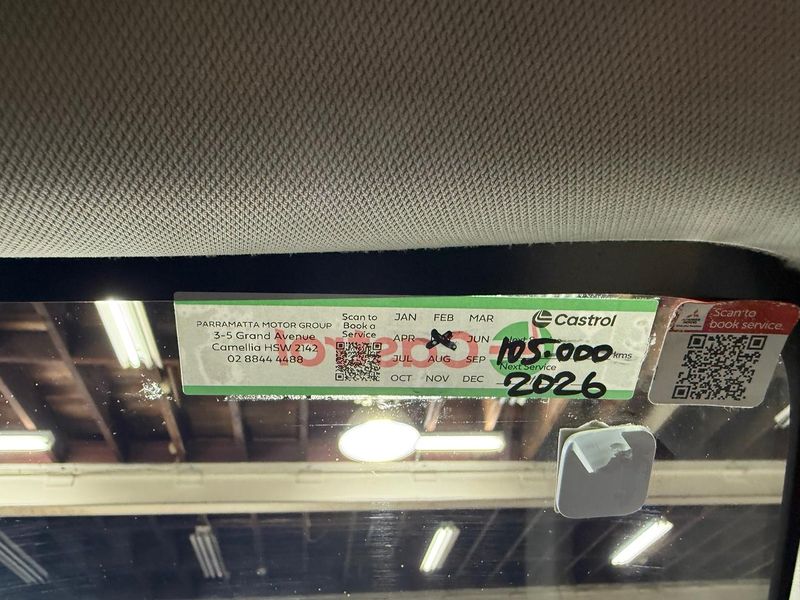 PARRAMATTA MOTOR GROUP
3-5 Grand Avenue
Camellia HSW 2142
02 8844 4488
Scan to
Book a
Service
JAN FEB MAR
APR JUN
JUL AUG SEP
OCT NOV DEC
Castrol
105.000 kms
Next Service
2026
Scan to
book service.
Castrol